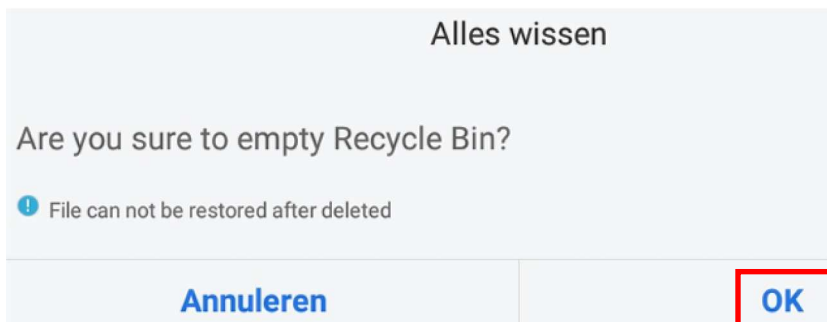 Alles wissen
Are you sure to empty Recycle Bin?
File can not be restored after deleted
Annuleren
OK